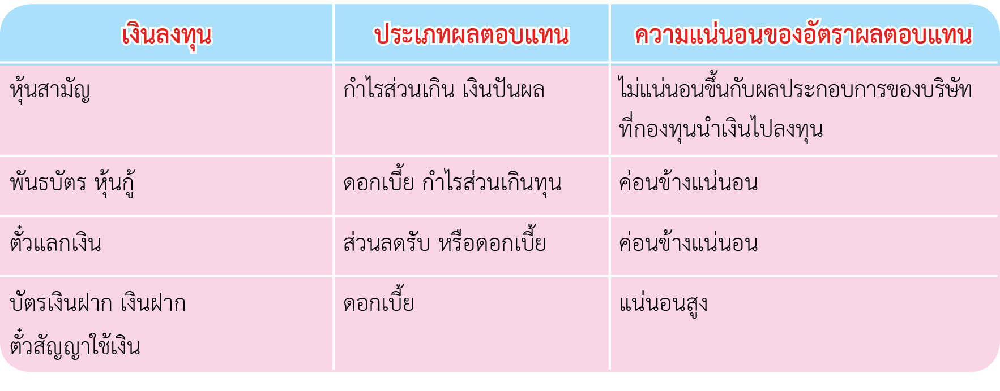 เงินลงทุน ประเภทผลตอบแทน ความแน่นอนของอัตราผลตอบแทน
หุ้นสามัญ กำไรส่วนเกิน เงินปันผล ไม่แน่นอนขึ้นกับผลประกอบการของบริษัท
ที่กองทุนนำเงินไปลงทุน
พันธบัตร หุ้นกู้ ดอกเบี้ย กำไรส่วนเกินทุน ค่อนข้างแน่นอน
ตั๋วแลกเงิน ส่วนลดรับ หรือดอกเบี้ย ค่อนข้างแน่นอน
บัตรเงินฝาก เงินฝาก ดอกเบี้ย แน่นอนสูง
ตั๋วสัญญาใช้เงิน